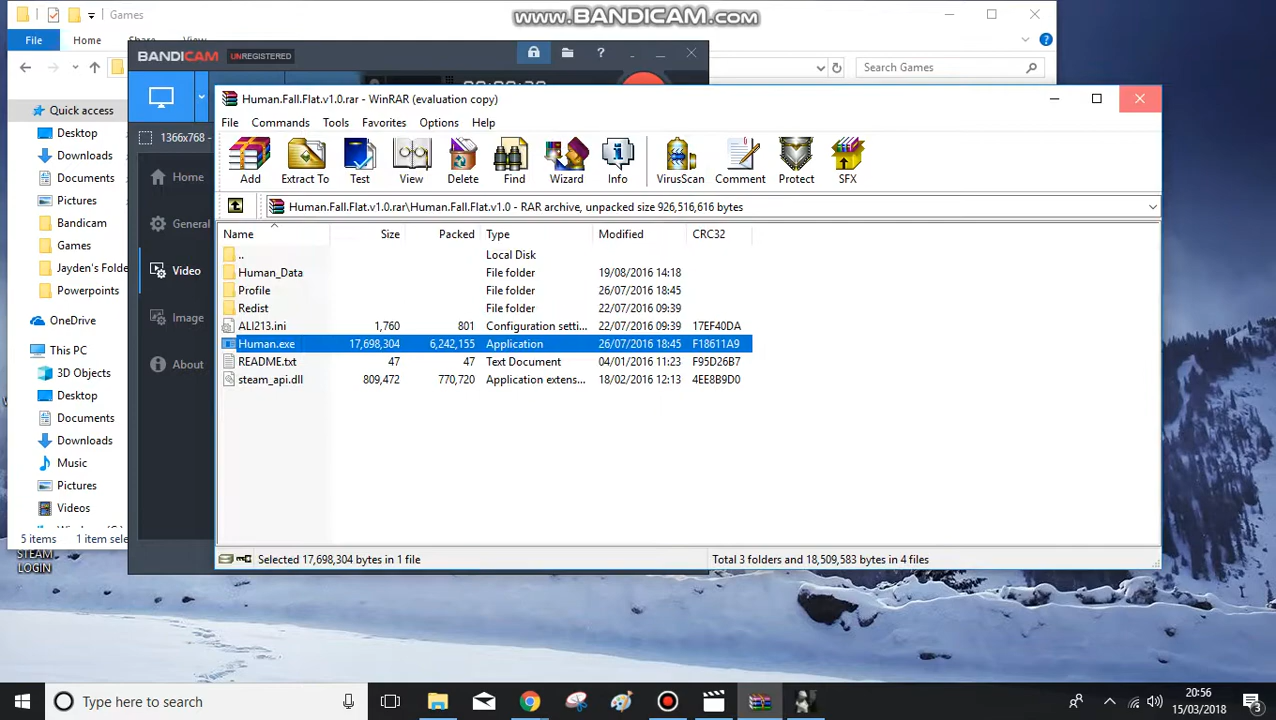 www.BANDICAM.com
Games
File
Home
Share
View
Search Games
BANDICAM UNREGISTERED
1366x768
Home
General
Video
Image
About
Quick access
Desktop
Downloads
Documents
Pictures
Bandicam
Games
Jayden's Folde
Powerpoints
OneDrive
This PC
3D Objects
Desktop
Documents
Downloads
Music
Pictures
Videos
5 items 1 item sele
STEAM
LOGIN
Human.Fall.Flat.v1.0.rar - WinRAR (evaluation copy)
File Commands Tools Favorites Options Help
Add Extract To Test View Delete Find Wizard Info VirusScan Comment Protect SFX
Human.Fall.Flat.v1.0.rar\Human.Fall.Flat.v1.0 - RAR archive, unpacked size 926,516,616 bytes
Name Size Packed Type Modified CRC32
.. Local Disk
Human_Data File folder 19/08/2016 14:18
Profile File folder 26/07/2016 18:45
Redist File folder 22/07/2016 09:39
ALI213.ini 1,760 801 Configuration setti... 22/07/2016 09:39 17EF40DA
Human.exe 17,698,304 6,242,155 Application 26/07/2016 18:45 F18611A9
README.txt 47 47 Text Document 04/01/2016 11:23 F95D26B7
steam_api.dll 809,472 770,720 Application extens... 18/02/2016 12:13 4EE8B9D0
Selected 17,698,304 bytes in 1 file
Total 3 folders and 18,509,583 bytes in 4 files
Type here to search
20:56
15/03/2018
3